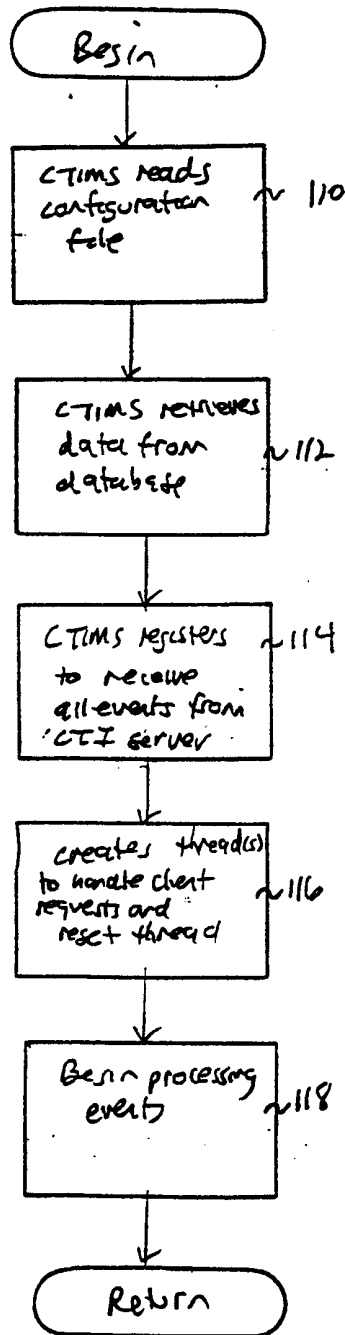 Begin
CTIMS reads
configuration
file
~ 110
CTIMS retrieves
data from
database
~112
CTIMS registers
to receive
all events from
CTI server
~114
creates thread(s)
to handle client
requests and
reset thread
~116
Begin processing
events
~118
Return